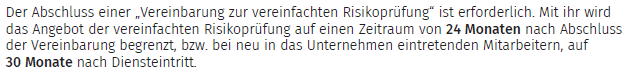 Der Abschluss einer „Vereinbarung zur vereinfachten Risikoprüfung“ ist erforderlich. Mit ihr wird
das Angebot der vereinfachten Risikoprüfung auf einen Zeitraum von 24 Monaten nach Abschluss
der Vereinbarung begrenzt, bzw. bei neu in das Unternehmen eintretenden Mitarbeitern, auf
30 Monate nach Diensteintritt.